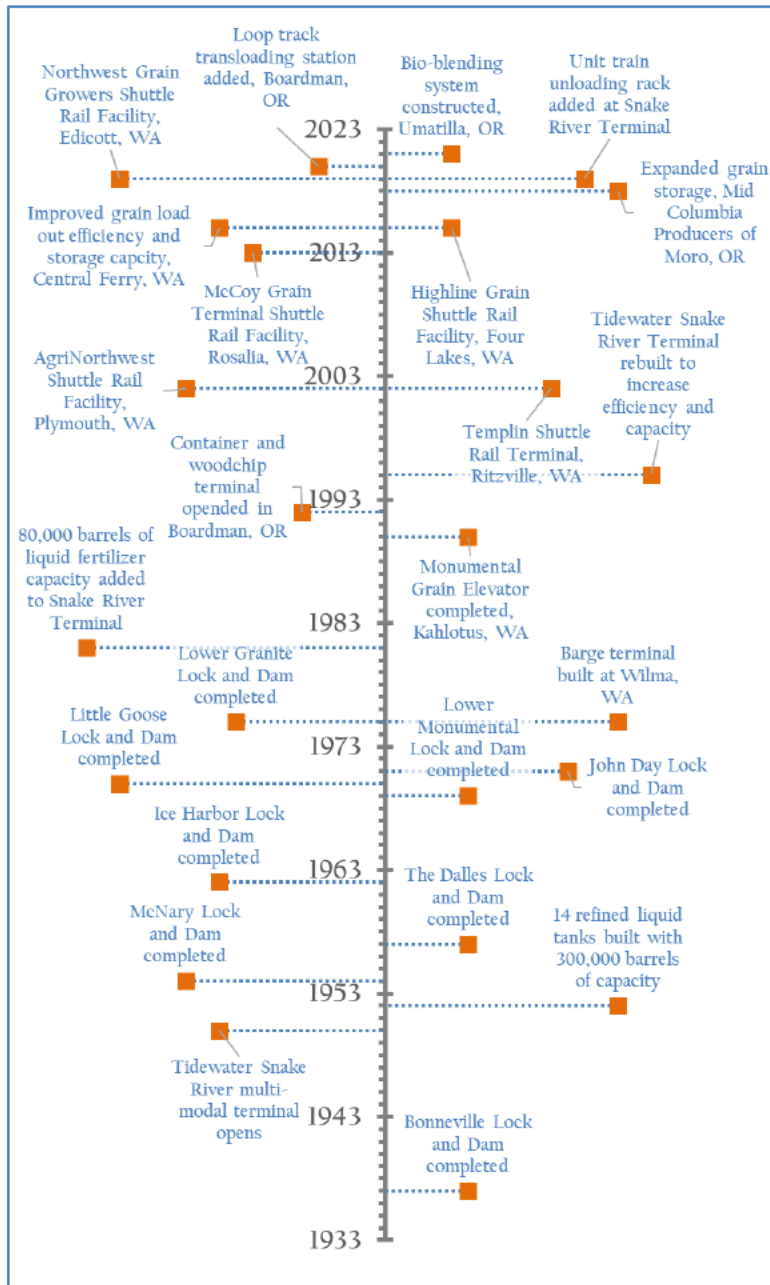 Loop track
transloading station
added, Boardman,
OR
Northwest Grain
Growers Shuttle
Rail Facility,
Edicott, WA
Bio-blending
system
constructed,
Umatilla, OR
Unit train
unloading rack
added at Snake
River Terminal
2023
Expanded grain
storage, Mid
Columbia
Producers of
Moro, OR
Improved grain load
out efficiency and
storage capcity,
Central Ferry, WA
2013
McCoy Grain
Terminal Shuttle
Rail Facility,
Rosalia, WA
Highline Grain
Shuttle Rail
Facility, Four
Lakes, WA
Tidewater Snake
River Terminal
rebuilt to
increase
efficiency and
capacity
AgriNorthwest
Shuttle Rail
Facility,
Plymouth, WA
2003
Templin Shuttle
Rail Terminal,
Ritzville, WA
Container and
woodchip
terminal
opended in
Boardman, OR
1993
80,000 barrels of
liquid fertilizer
capacity added
to Snake River
Terminal
Monumental
Grain Elevator
completed,
Kahlotus, WA
1983
Lower Granite
Lock and Dam
completed
Barge terminal
built at Wilma,
WA
Little Goose
Lock and Dam
completed
Lower
Monumental
Lock and Dam
completed
1973
John Day Lock
and Dam
completed
Ice Harbor Lock
and Dam
completed
1963
The Dalles Lock
and Dam
completed
McNary Lock
and Dam
completed
14 refined liquid
tanks built with
300,000 barrels
of capacity
1953
Tidewater Snake
River multi-
modal terminal
opens
1943
Bonneville Lock
and Dam
completed
1933